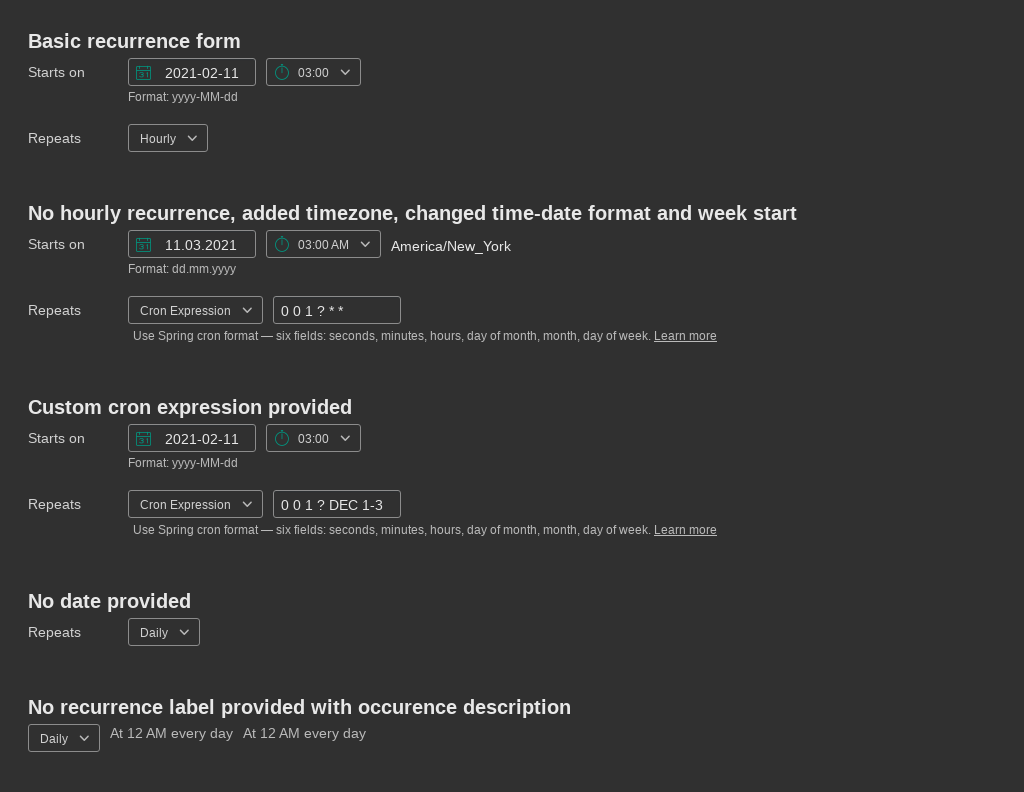 Basic recurrence form
Starts on 2021-02-11 03:00
Format: yyyy-MM-dd
Repeats Hourly
No hourly recurrence, added timezone, changed time-date format and week start
Starts on 11.03.2021 03:00 AM America/New_York
Format: dd.mm.yyyy
Repeats Cron Expression 0 0 1 ? * *
Use Spring cron format — six fields: seconds, minutes, hours, day of month, month, day of week. Learn more
Custom cron expression provided
Starts on 2021-02-11 03:00
Format: yyyy-MM-dd
Repeats Cron Expression 0 0 1 ? DEC 1-3
Use Spring cron format — six fields: seconds, minutes, hours, day of month, month, day of week. Learn more
No date provided
Repeats Daily
No recurrence label provided with occurence description
Daily At 12 AM every day At 12 AM every day